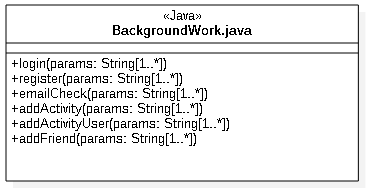 «Java»
BackgroundWork.java
+login(params: String[1..*])
+register(params: String[1..*])
+emailCheck(params: String[1..*])
+addActivity(params: String[1..*])
+addActivityUser(params: String[1..*])
+addFriend(params: String[1..*])